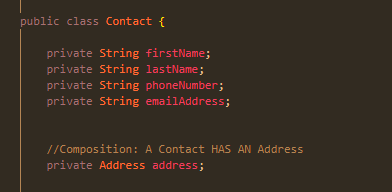 public class Contact {
private String firstName;
private String lastName;
private String phoneNumber;
private String emailAddress;
//Composition: A Contact HAS AN Address
private Address address;